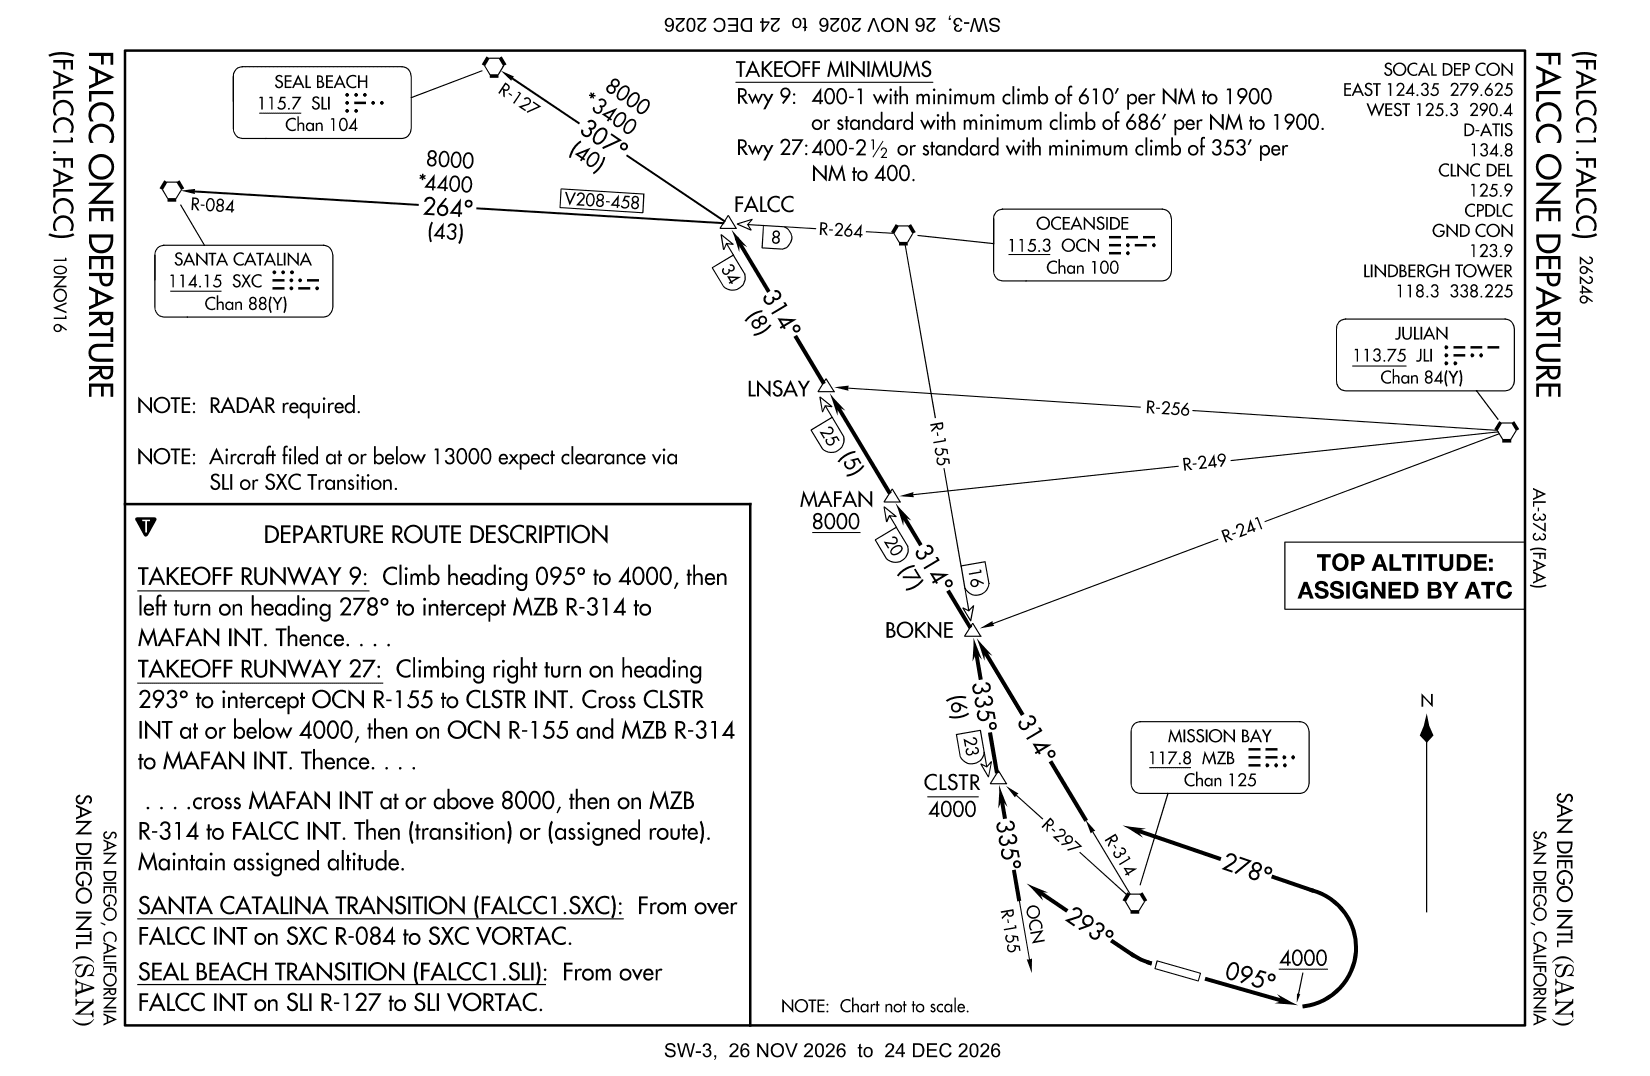 SW-3, 26 NOV 2026 to 24 DEC 2026
(FALCC1.FALCC) 10NOV16
FALCC ONE DEPARTURE
SAN DIEGO INTL (SAN)
SAN DIEGO, CALIFORNIA
(FALCC1.FALCC) 26246
FALCC ONE DEPARTURE
AL-373 (FAA)
SAN DIEGO INTL (SAN)
SAN DIEGO, CALIFORNIA
TAKEOFF MINIMUMS
Rwy 9: 400-1 with minimum climb of 610' per NM to 1900
or standard with minimum climb of 686' per NM to 1900.
Rwy 27: 400-2½ or standard with minimum climb of 353' per
NM to 400.
SOCAL DEP CON
EAST 124.35 279.625
WEST 125.3 290.4
D-ATIS
134.8
CLNC DEL
125.9
CPDLC
GND CON
123.9
LINDBERGH TOWER
118.3 338.225
SEAL BEACH
115.7 SLI
Chan 104
R-127
8000
*3400
307°
(40)
8000
*4400
264°
(43)
V208-458
R-084
SANTA CATALINA
114.15 SXC
Chan 88(Y)
FALCC
8
R-264
OCEANSIDE
115.3 OCN
Chan 100
34
314°
(8)
JULIAN
113.75 JLI
Chan 84(Y)
LNSAY
R-256
25
(5)
R-155
R-249
MAFAN
8000
20
(7)
314°
16
R-241
BOKNE
TOP ALTITUDE:
ASSIGNED BY ATC
335°
(6)
23
314°
CLSTR
4000
MISSION BAY
117.8 MZB
Chan 125
N
335°
R-297
R-314
278°
OCN
R-155
293°
095°
4000
NOTE: Chart not to scale.
NOTE: RADAR required.
NOTE: Aircraft filed at or below 13000 expect clearance via
SLI or SXC Transition.
T
DEPARTURE ROUTE DESCRIPTION
TAKEOFF RUNWAY 9: Climb heading 095° to 4000, then
left turn on heading 278° to intercept MZB R-314 to
MAFAN INT. Thence. . . .
TAKEOFF RUNWAY 27: Climbing right turn on heading
293° to intercept OCN R-155 to CLSTR INT. Cross CLSTR
INT at or below 4000, then on OCN R-155 and MZB R-314
to MAFAN INT. Thence. . . .
. . . .cross MAFAN INT at or above 8000, then on MZB
R-314 to FALCC INT. Then (transition) or (assigned route).
Maintain assigned altitude.
SANTA CATALINA TRANSITION (FALCC1.SXC): From over
FALCC INT on SXC R-084 to SXC VORTAC.
SEAL BEACH TRANSITION (FALCC1.SLI): From over
FALCC INT on SLI R-127 to SLI VORTAC.
SW-3, 26 NOV 2026 to 24 DEC 2026